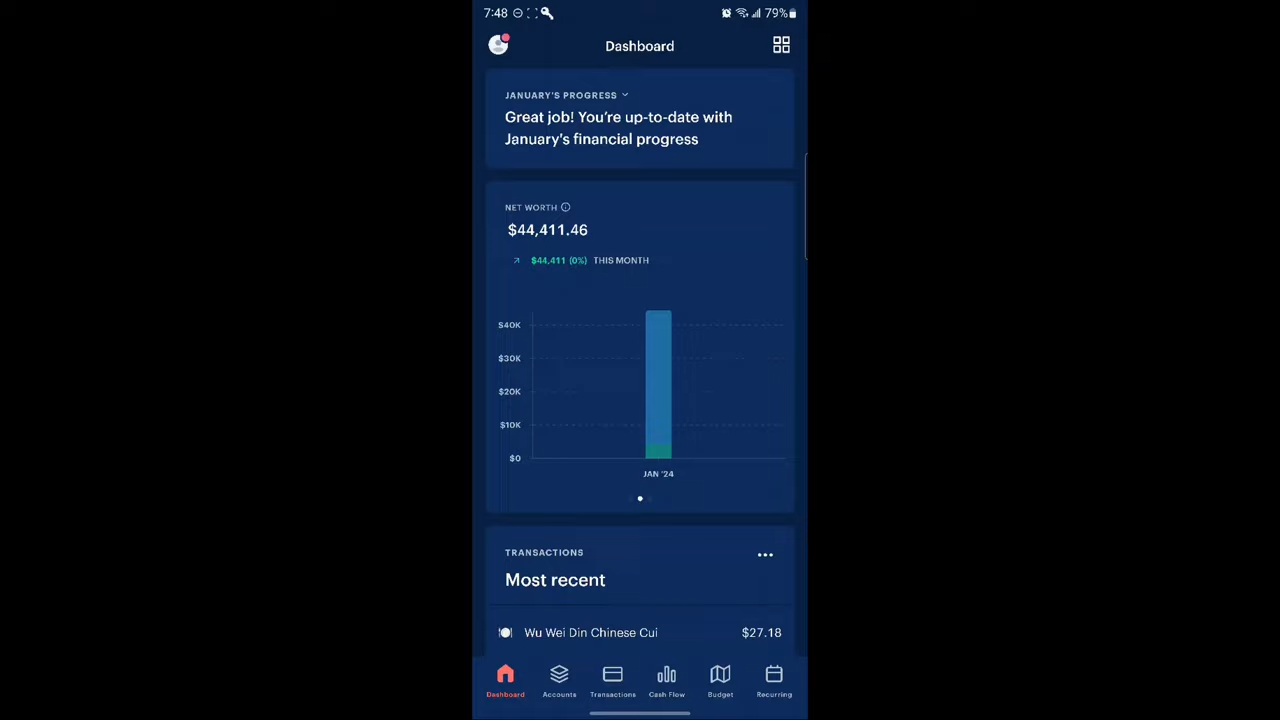 7:48 79%
Dashboard
JANUARY'S PROGRESS
Great job! You're up-to-date with
January's financial progress
NET WORTH
$44,411.46
$44,411 (0%) THIS MONTH
$40K
$30K
$20K
$10K
$0
JAN '24
TRANSACTIONS
Most recent
Wu Wei Din Chinese Cui $27.18
Dashboard Accounts Transactions Cash Flow Budget Recurring